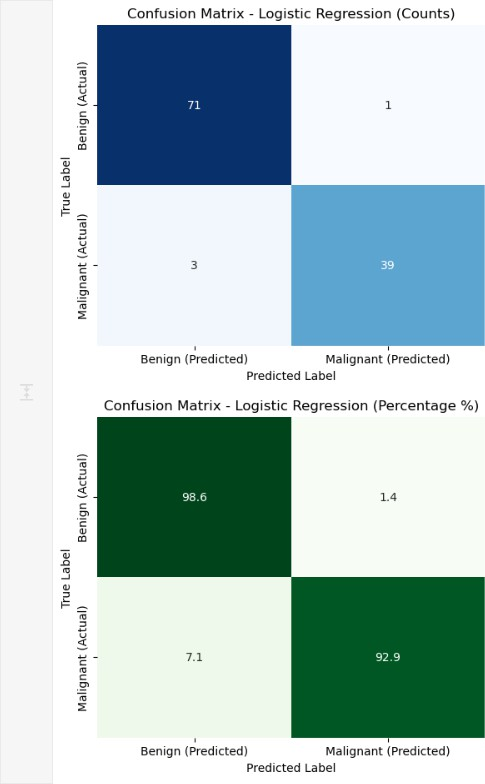 Confusion Matrix - Logistic Regression (Counts)
Benign (Actual)
71
1
True Label
Malignant (Actual)
3
39
Benign (Predicted)
Malignant (Predicted)
Predicted Label
Confusion Matrix - Logistic Regression (Percentage %)
Benign (Actual)
98.6
1.4
True Label
Malignant (Actual)
7.1
92.9
Benign (Predicted)
Malignant (Predicted)
Predicted Label